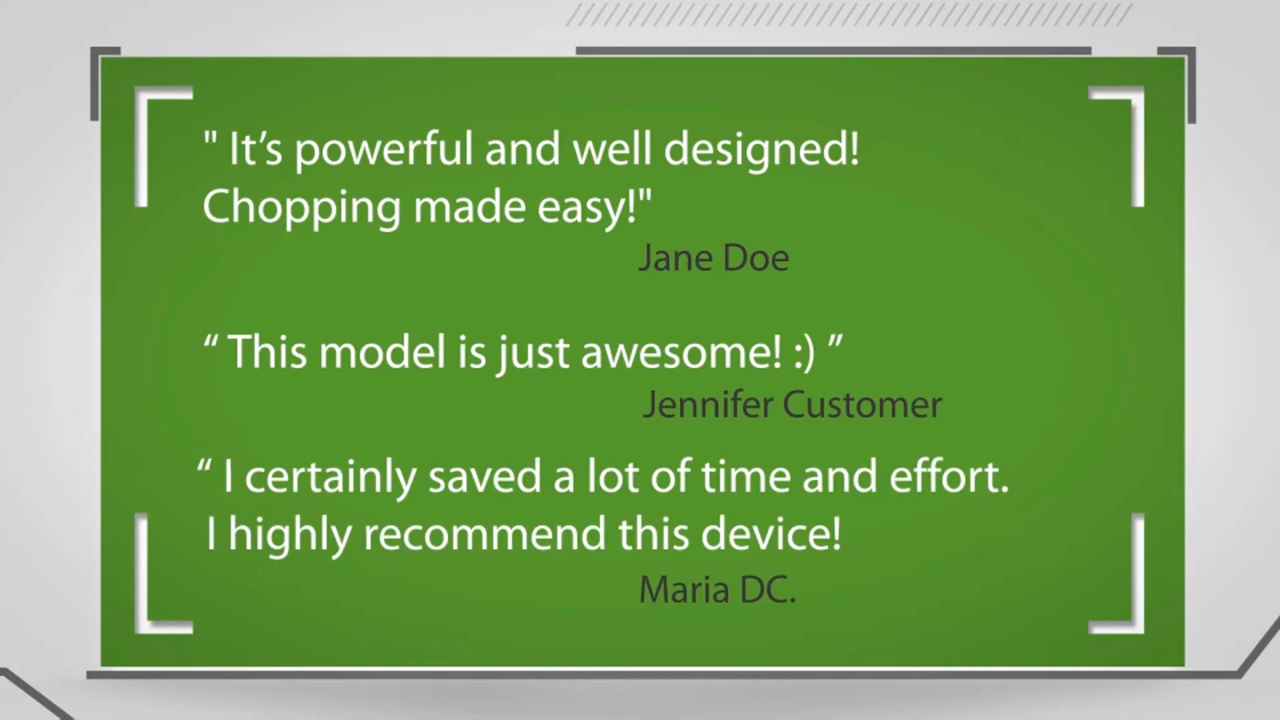 " It’s powerful and well designed!
Chopping made easy!"
Jane Doe
“ This model is just awesome! :) ”
Jennifer Customer
“ I certainly saved a lot of time and effort.
I highly recommend this device!
Maria DC.